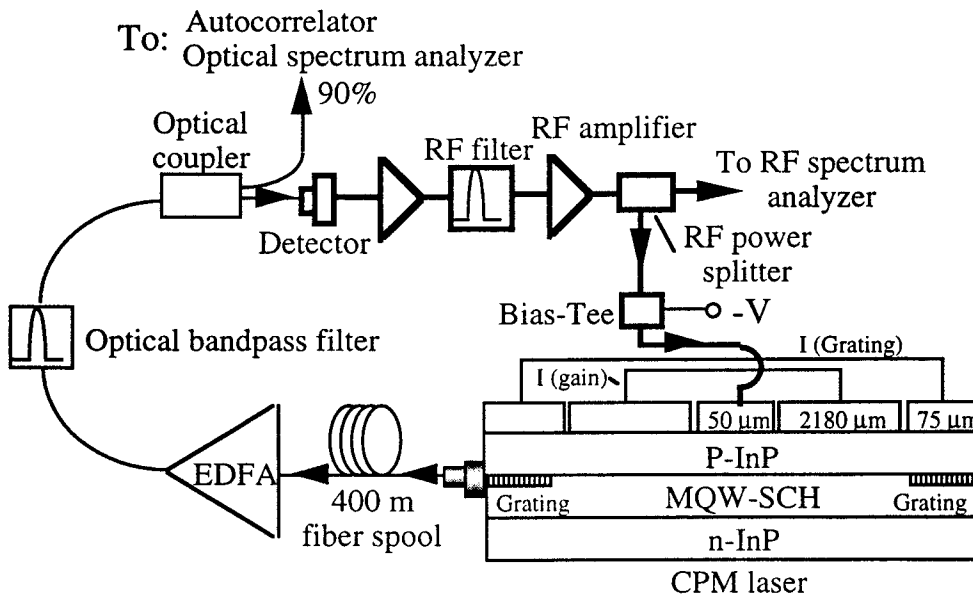 To: Autocorrelator
Optical spectrum analyzer
90%
Optical
coupler
RF filter
RF amplifier
To RF spectrum
analyzer
Detector
RF power
splitter
Bias-Tee
-V
Optical bandpass filter
I (Grating)
I (gain)
50 μm
2180 μm
75 μm
P-InP
EDFA
400 m
fiber spool
Grating
MQW-SCH
Grating
n-InP
CPM laser